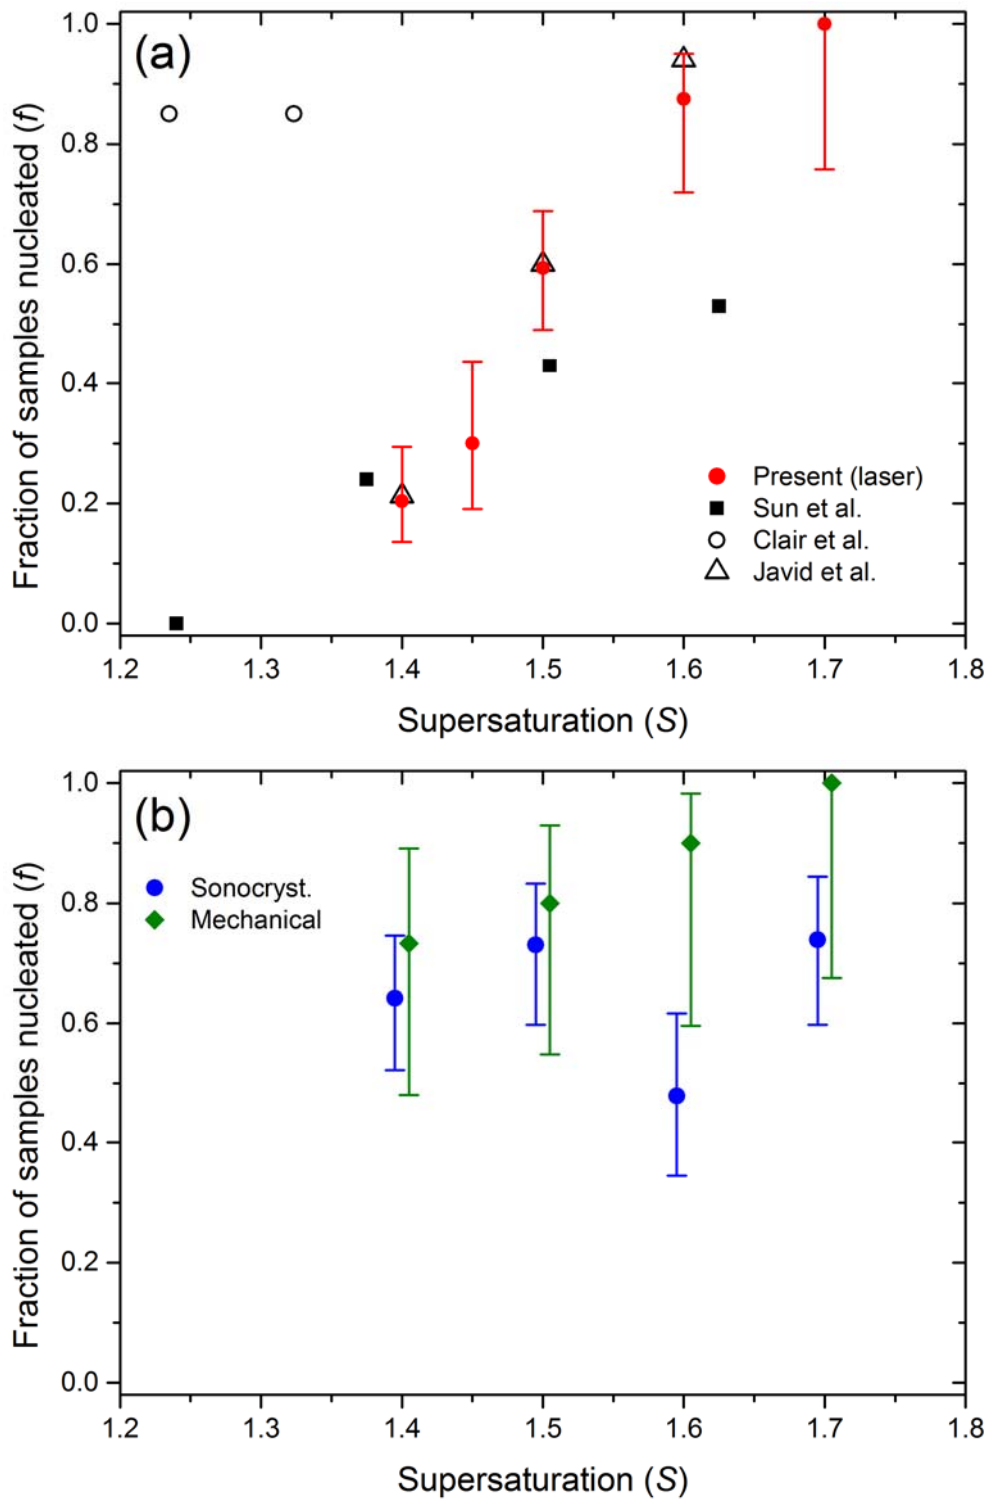 (a)
Fraction of samples nucleated (f)
1.0
0.8
0.6
0.4
0.2
0.0
Present (laser)
Sun et al.
Clair et al.
Javid et al.
1.2 1.3 1.4 1.5 1.6 1.7 1.8
Supersaturation (S)
(b)
Fraction of samples nucleated (f)
1.0
0.8
0.6
0.4
0.2
0.0
Sonocryst.
Mechanical
1.2 1.3 1.4 1.5 1.6 1.7 1.8
Supersaturation (S)